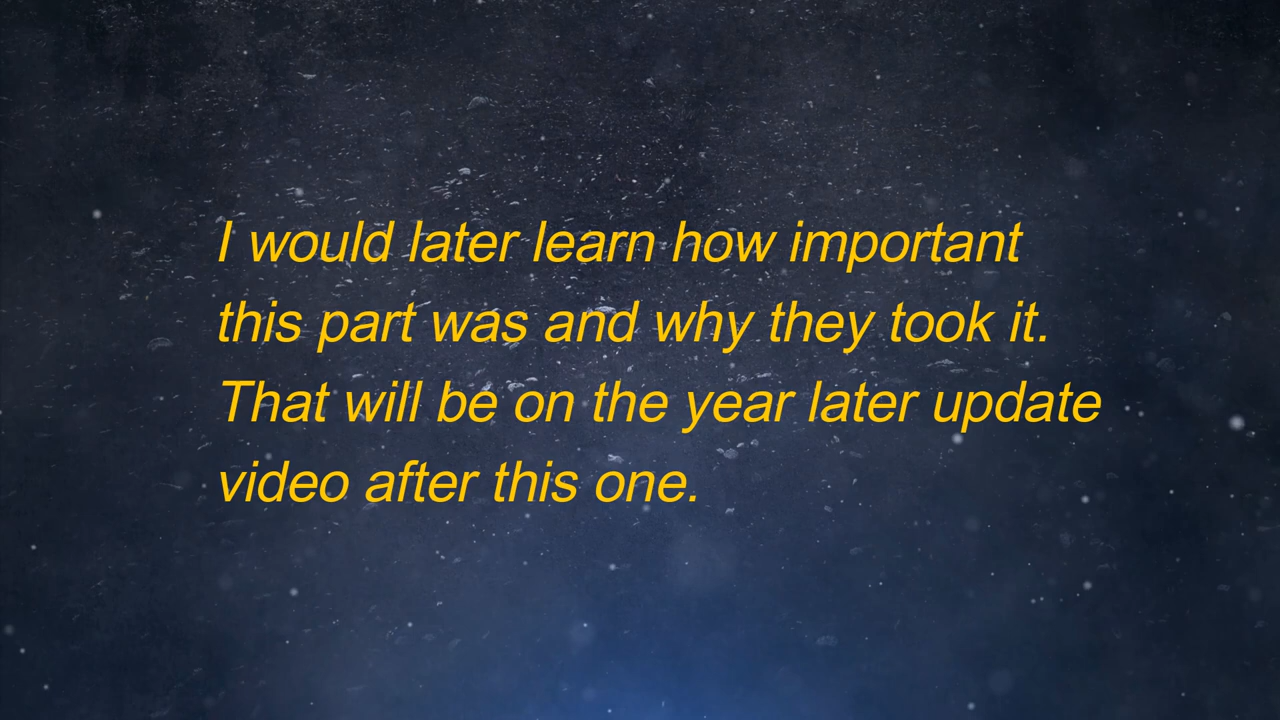 I would later learn how important
this part was and why they took it.
That will be on the year later update
video after this one.